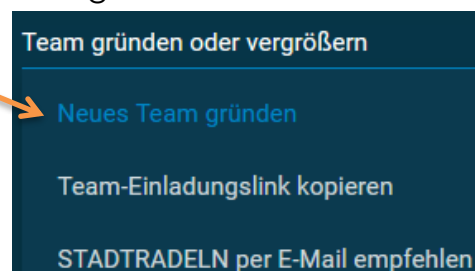 Team gründen oder vergrößern
Neues Team gründen
Team-Einladungslink kopieren
STADTRADELN per E-Mail empfehlen